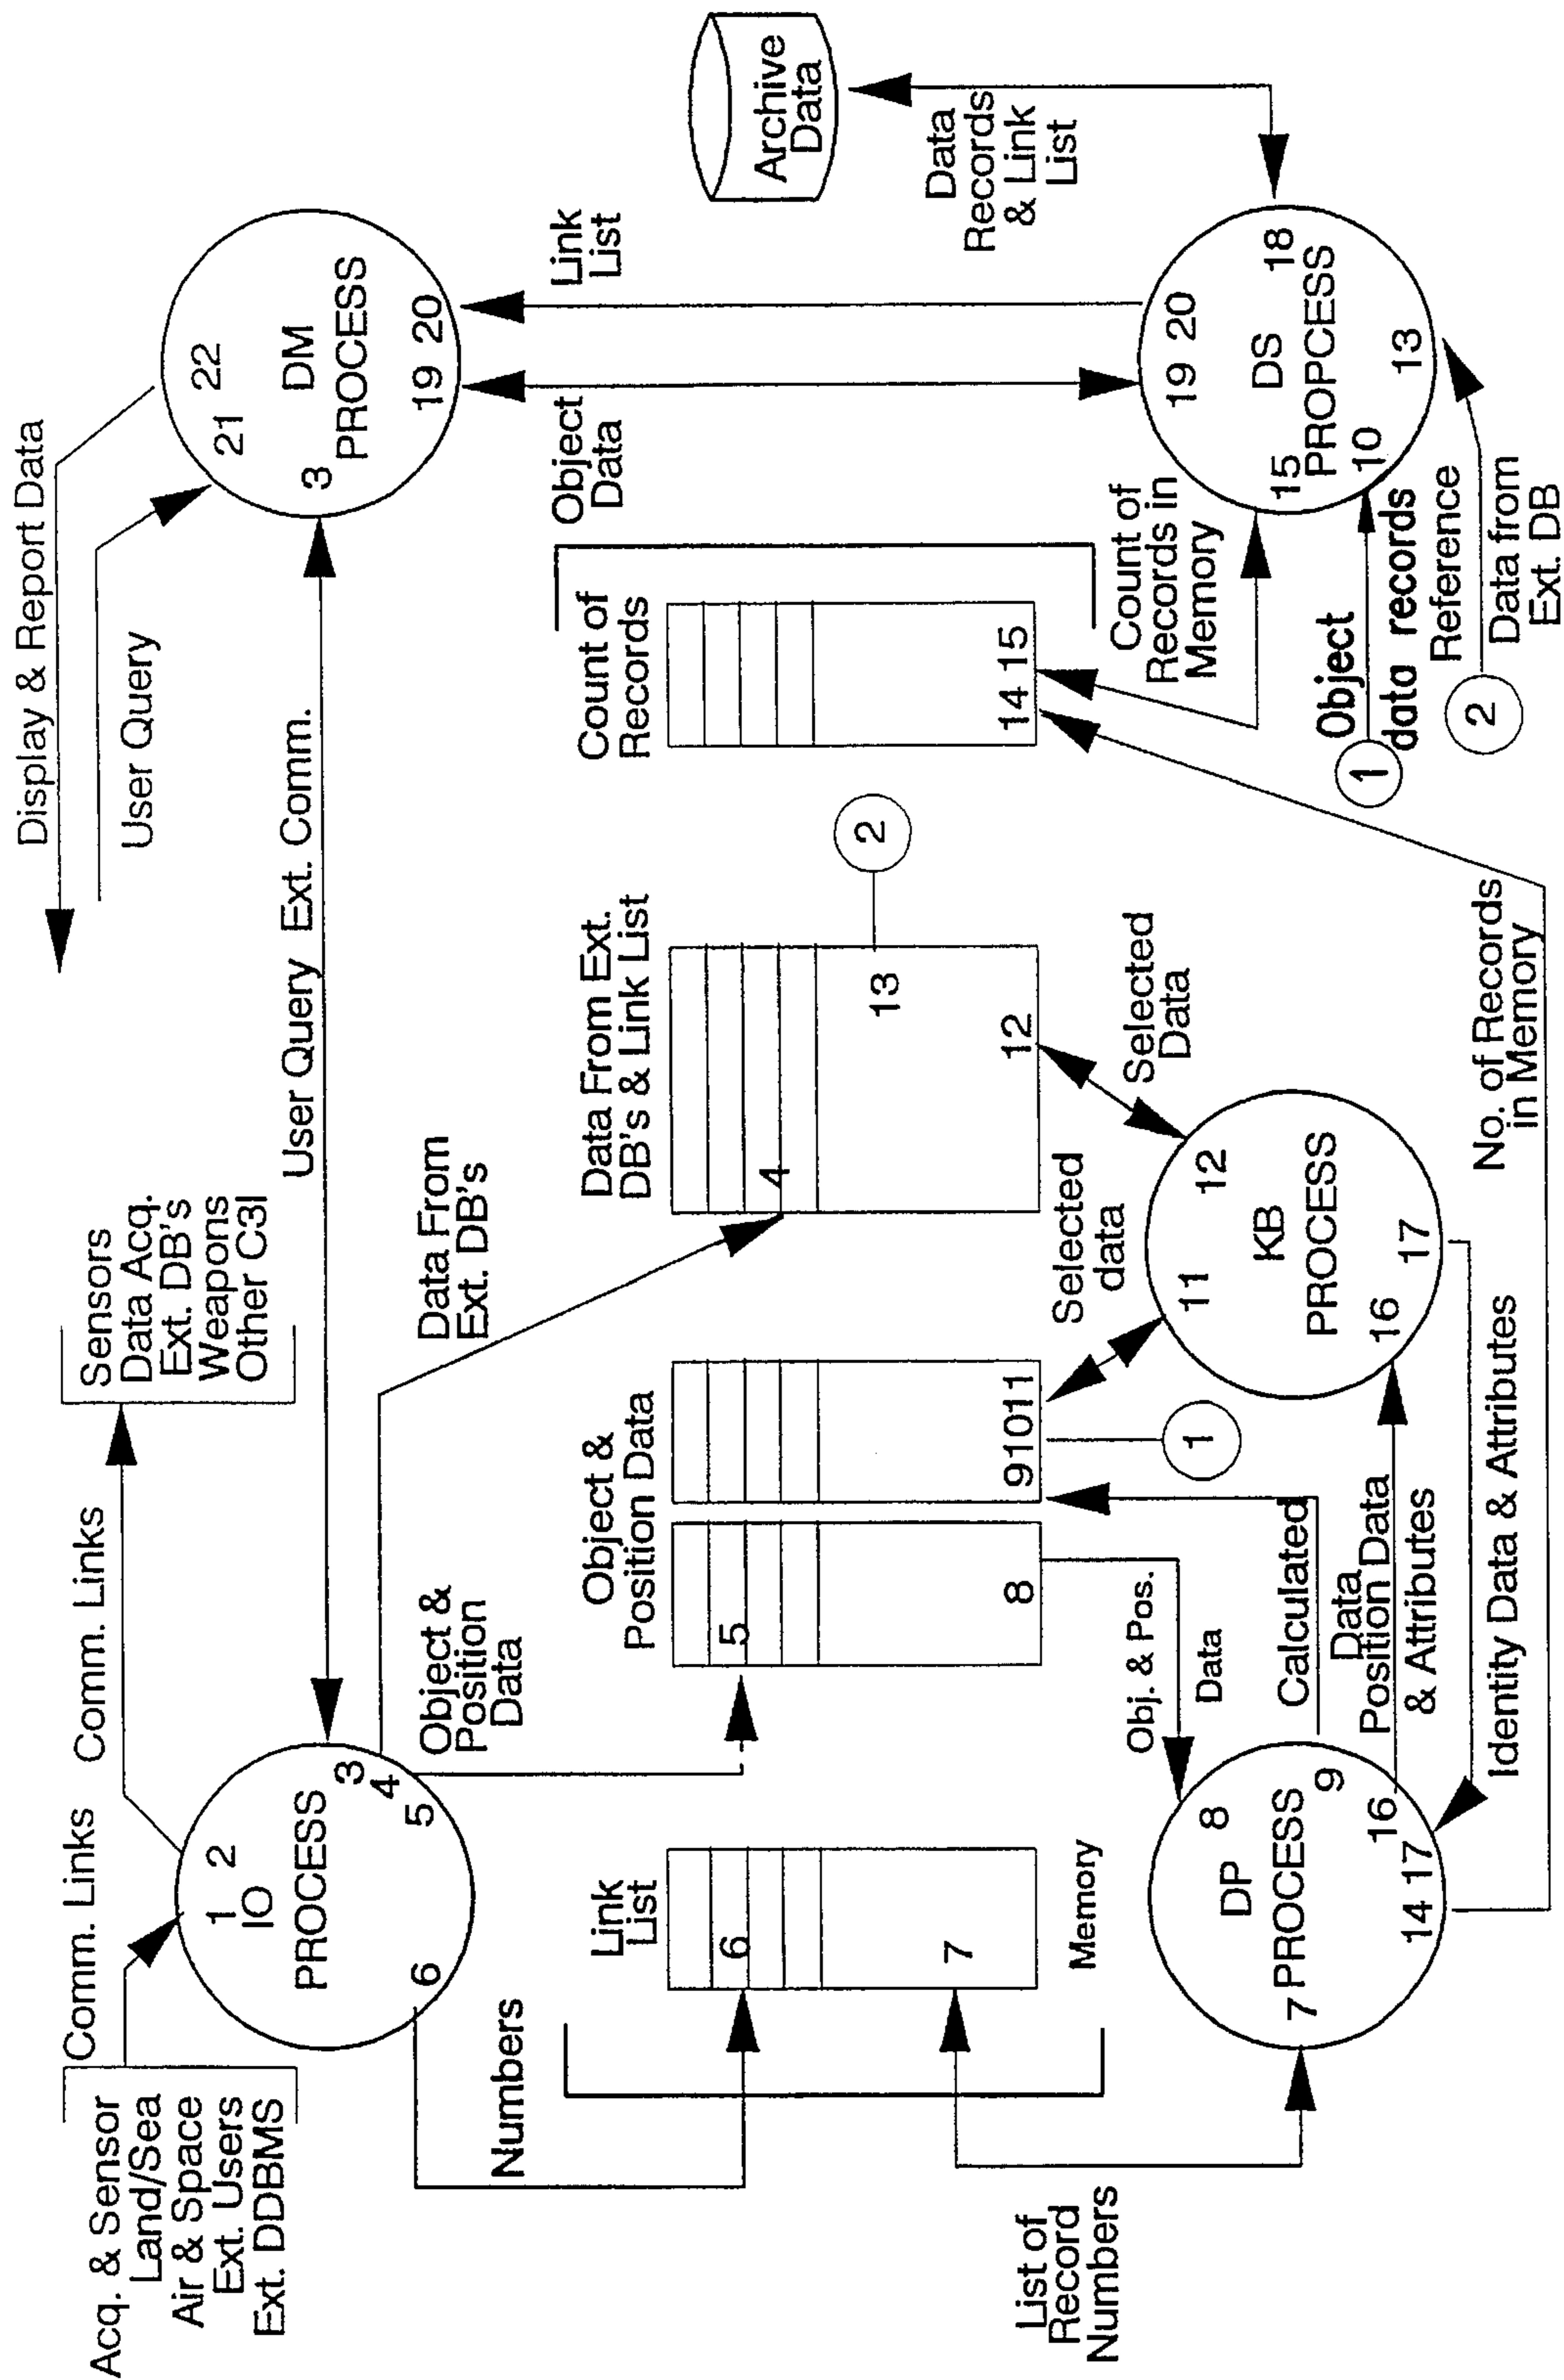 Acq. & Sensor
Land/Sea
Air & Space
Ext. Users
Ext. DDBMS
Comm. Links
Comm. Links
Sensors
Data Acq.
Ext. DB's
Weapons
Other C3I
Display & Report Data
User Query
1 2
IO
PROCESS
3
4
5
6
User Query Ext. Comm.
21 22
DM
PROCESS
3
19 20
Numbers
Object &
Position
Data
Data From
Ext. DB's
Object
Data
Link
List
Link
List
6
7
Memory
Object &
Position Data
5
8
91011
1
Data From Ext.
DB's & Link List
4
13
12
2
Count of
Records
14 15
Archive
Data
List of
Record
Numbers
Obj. & Pos.
Data
Calculated
Data
Position Data
& Attributes
Identity Data & Attributes
Selected
data
Selected
Data
No. of Records
in Memory
Count of
Records in
Memory
Data
Records
& Link
List
DP
7 PROCESS
8
9
16
14 17
11
12
KB
PROCESS
16
17
1
Object
data records
2
Reference
Data from
Ext. DB
19 20
15
DS
18
PROPCESS
10
13